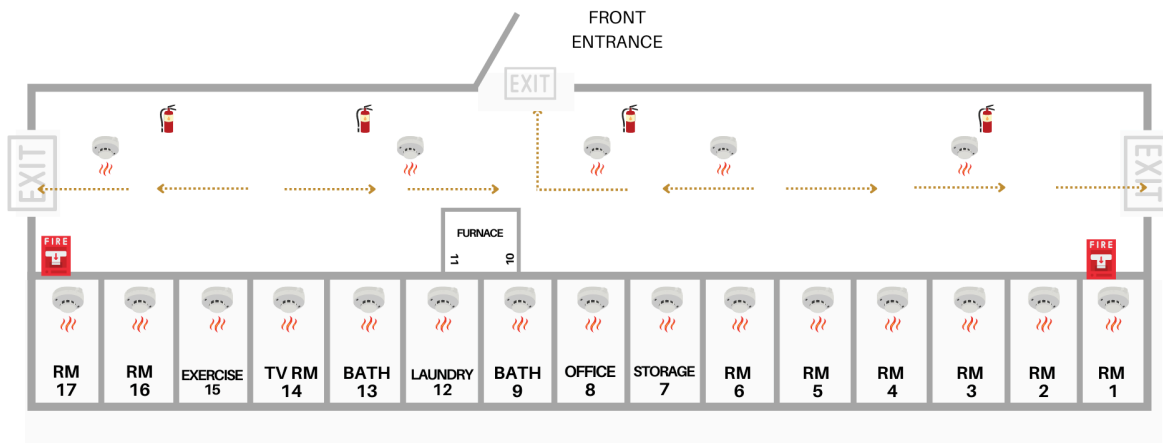 FRONT
ENTRANCE
EXIT
EXIT
EXIT
FURNACE
11
10
FIRE
FIRE
RM
17
RM
16
EXERCISE
15
TV RM
14
BATH
13
LAUNDRY
12
BATH
9
OFFICE
8
STORAGE
7
RM
6
RM
5
RM
4
RM
3
RM
2
RM
1